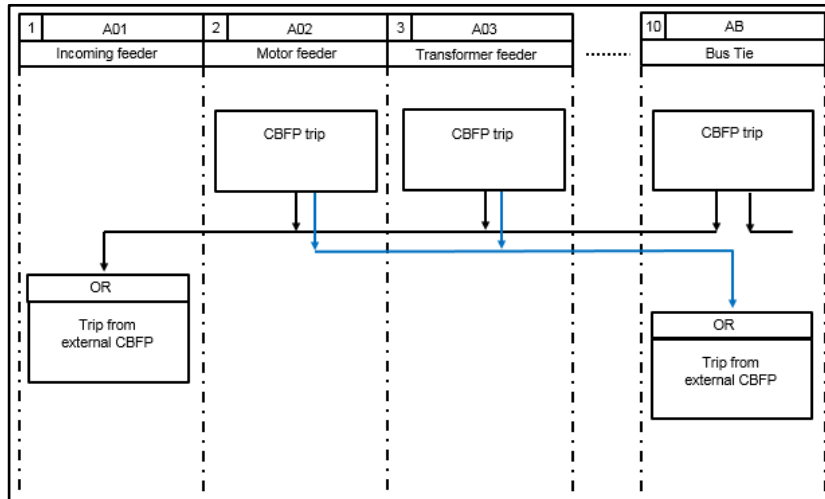 1 A01 2 A02 3 A03 10 AB
Incoming feeder Motor feeder Transformer feeder ........ Bus Tie
CBFP trip CBFP trip CBFP trip
OR
Trip from
external CBFP
OR
Trip from
external CBFP